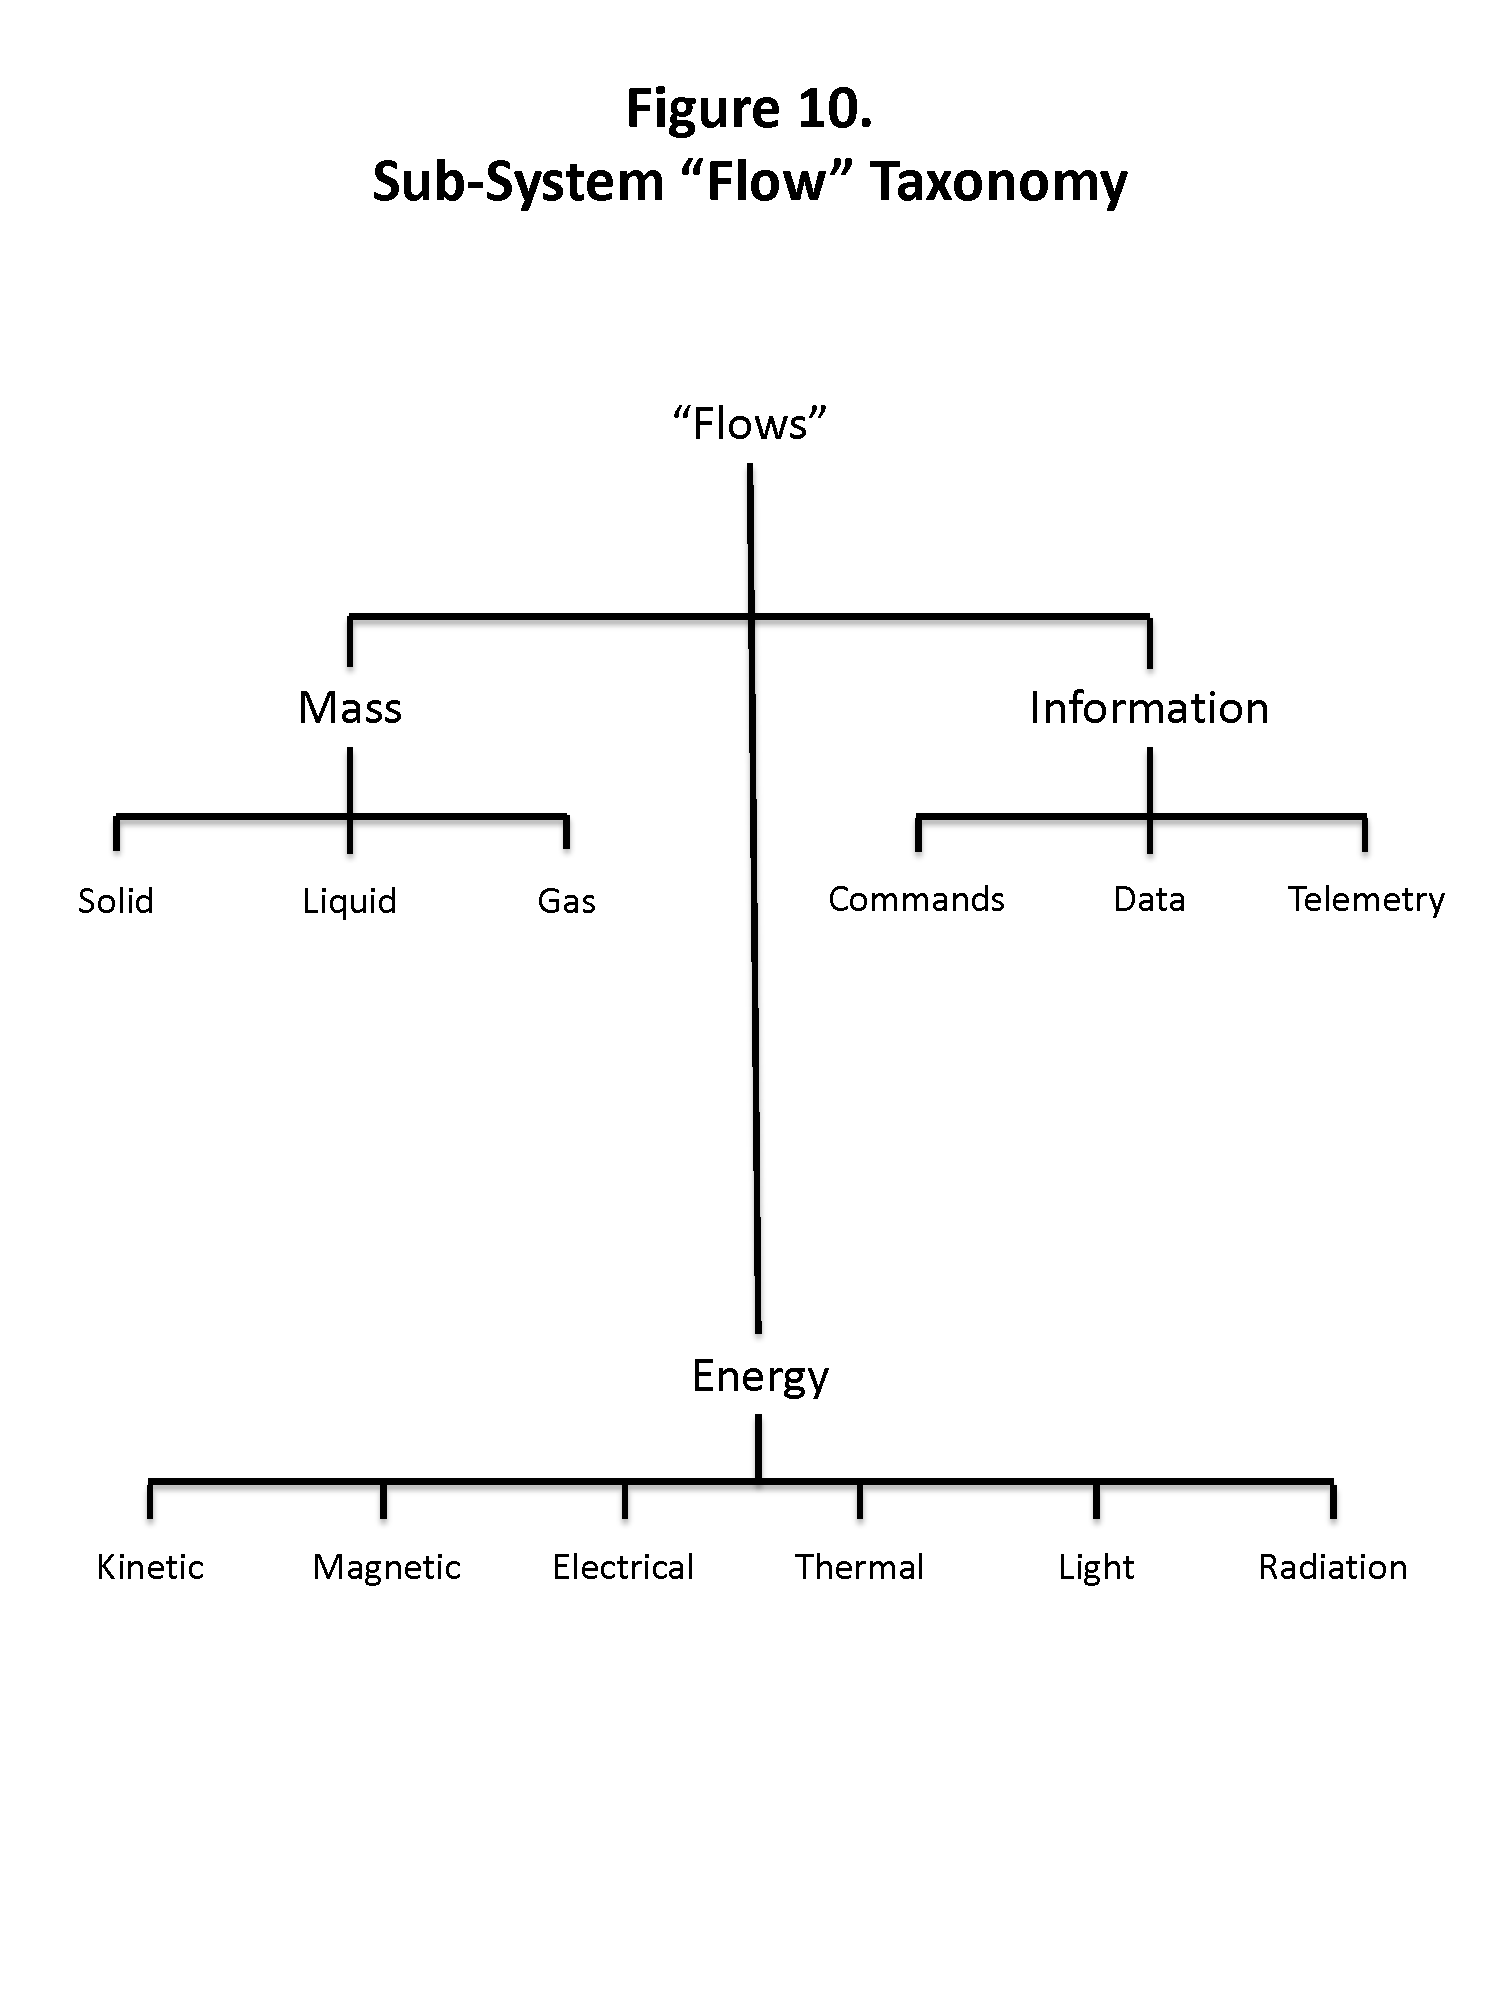 Figure 10.
Sub-System “Flow” Taxonomy
“Flows”
Mass
Information
Solid
Liquid
Gas
Commands
Data
Telemetry
Energy
Kinetic
Magnetic
Electrical
Thermal
Light
Radiation